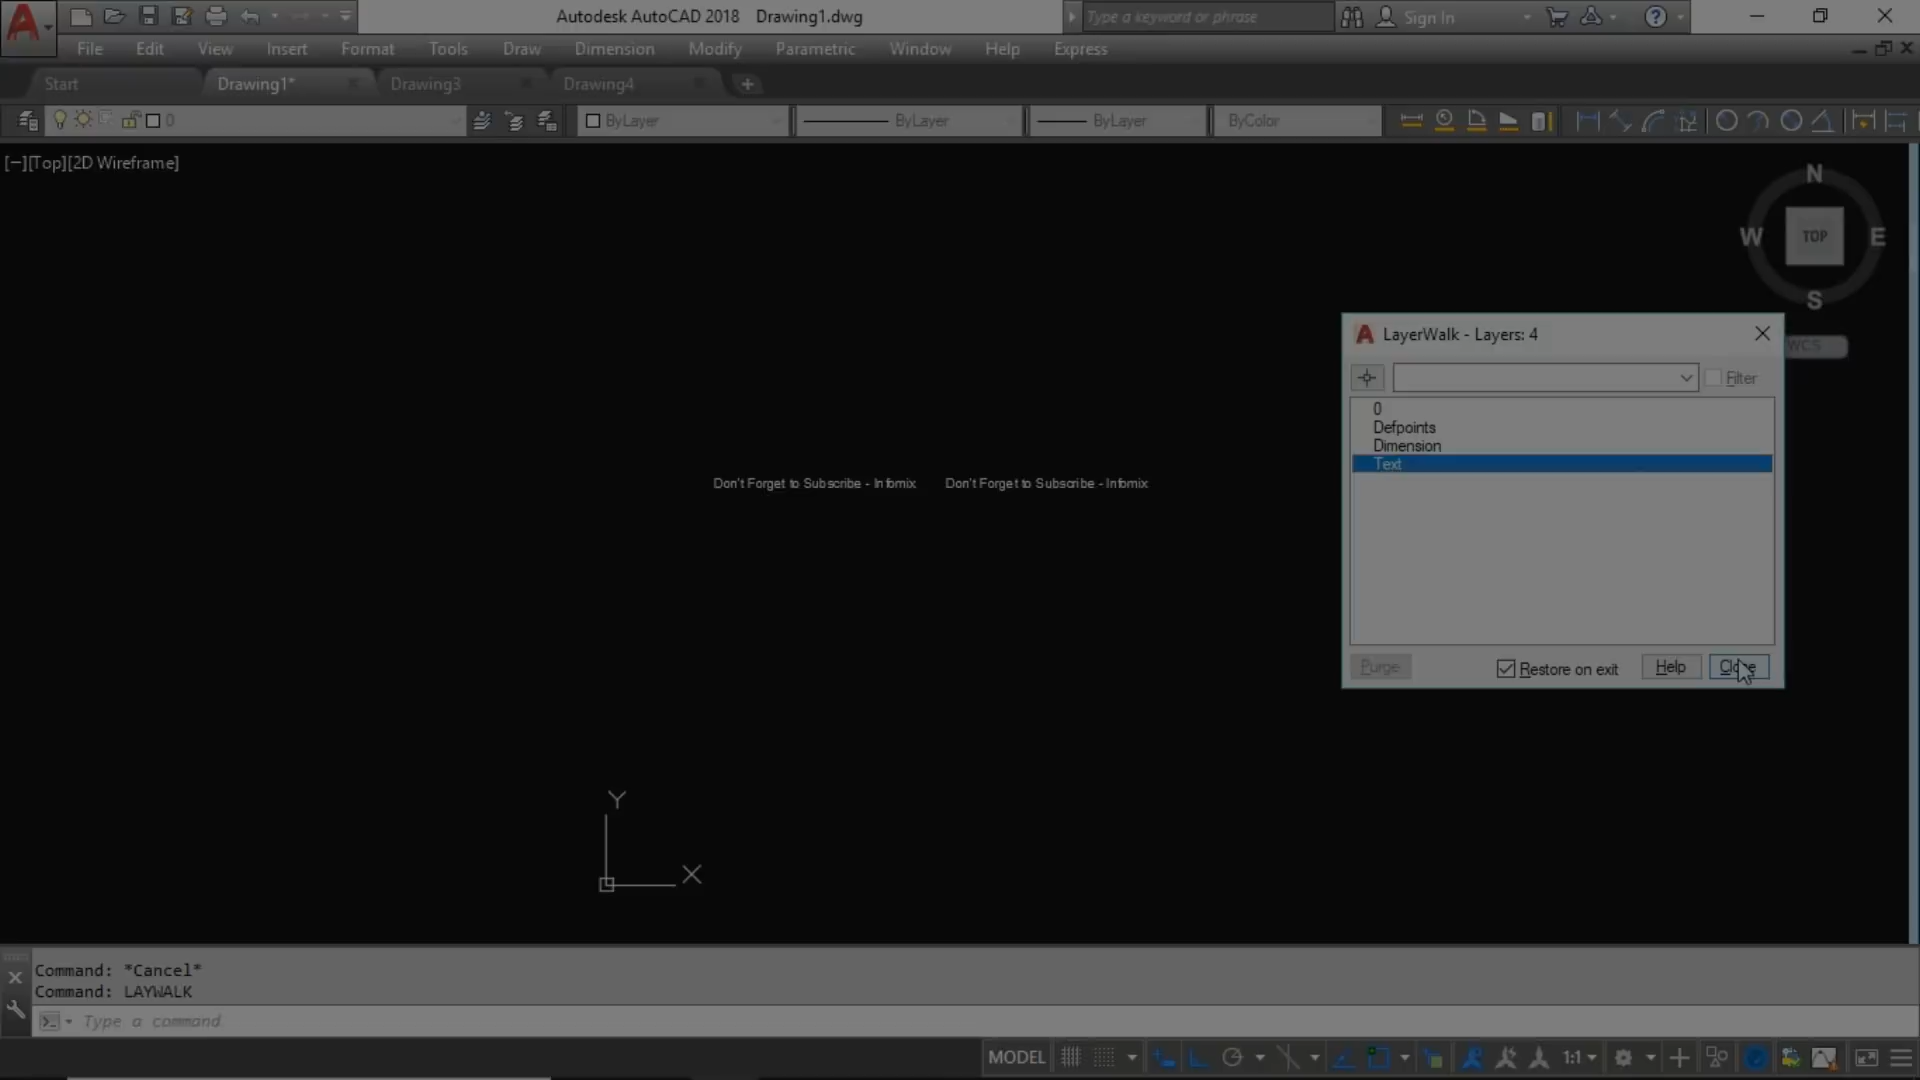 Autodesk AutoCAD 2018 Drawing1.dwg
Type a keyword or phrase
Sign In
File Edit View Insert Format Tools Draw Dimension Modify Parametric Window Help Express
Start Drawing1* Drawing3 Drawing4
0 ByLayer ByLayer ByLayer ByColor
[−][Top][2D Wireframe]
N
W TOP E
S
WCS
LayerWalk - Layers: 4
Filter
0
Defpoints
Dimension
Text
Purge Restore on exit Help Close
Don't Forget to Subscribe - Infomix Don't Forget to Subscribe - Infomix
Y
X
Command: *Cancel*
Command: LAYWALK
Type a command
MODEL 1:1